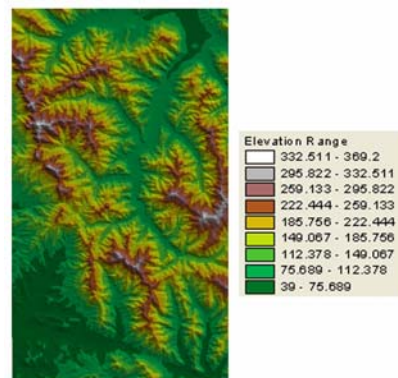 Elevation Range
332.511 - 369.2
295.822 - 332.511
259.133 - 295.822
222.444 - 259.133
185.756 - 222.444
149.067 - 185.756
112.378 - 149.067
75.689 - 112.378
39 - 75.689